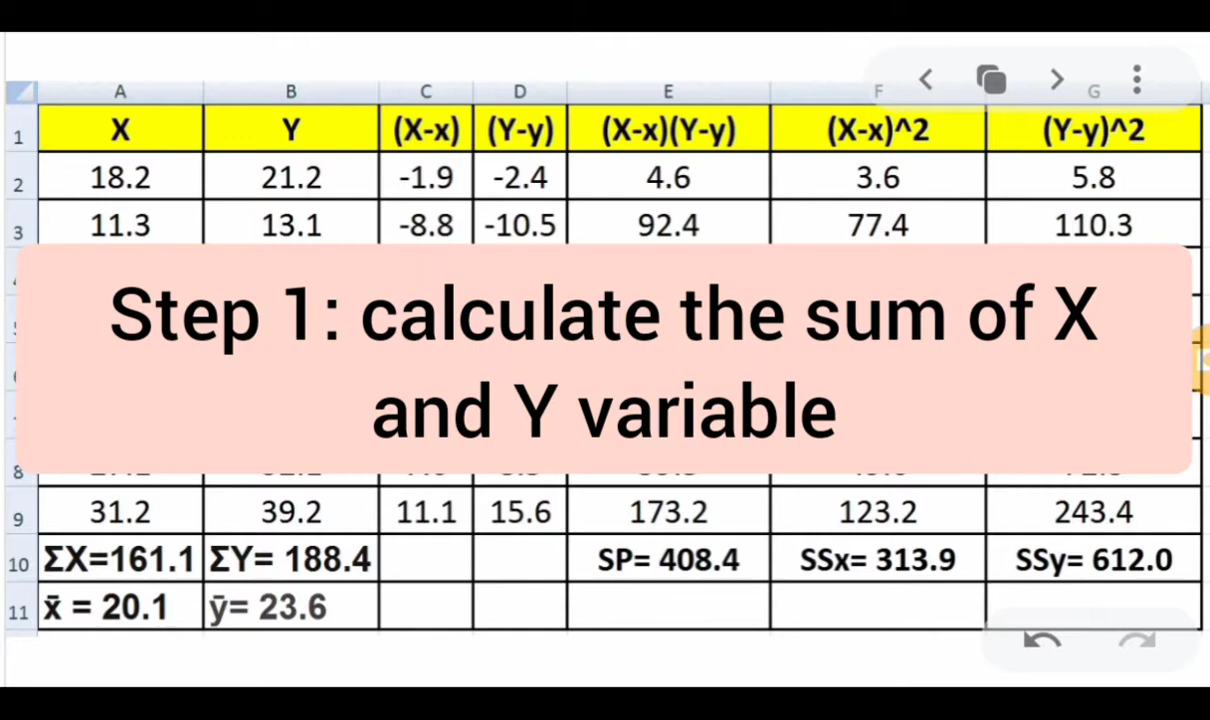 A B C D E F G
1 X Y (X-x) (Y-y) (X-x)(Y-y) (X-x)^2 (Y-y)^2
2 18.2 21.2 -1.9 -2.4 4.6 3.6 5.8
3 11.3 13.1 -8.8 -10.5 92.4 77.4 110.3
Step 1: calculate the sum of X
and Y variable
8
9 31.2 39.2 11.1 15.6 173.2 123.2 243.4
10 ΣX=161.1 ΣY= 188.4 SP= 408.4 SSx= 313.9 SSy= 612.0
11 x̄ = 20.1 ȳ= 23.6